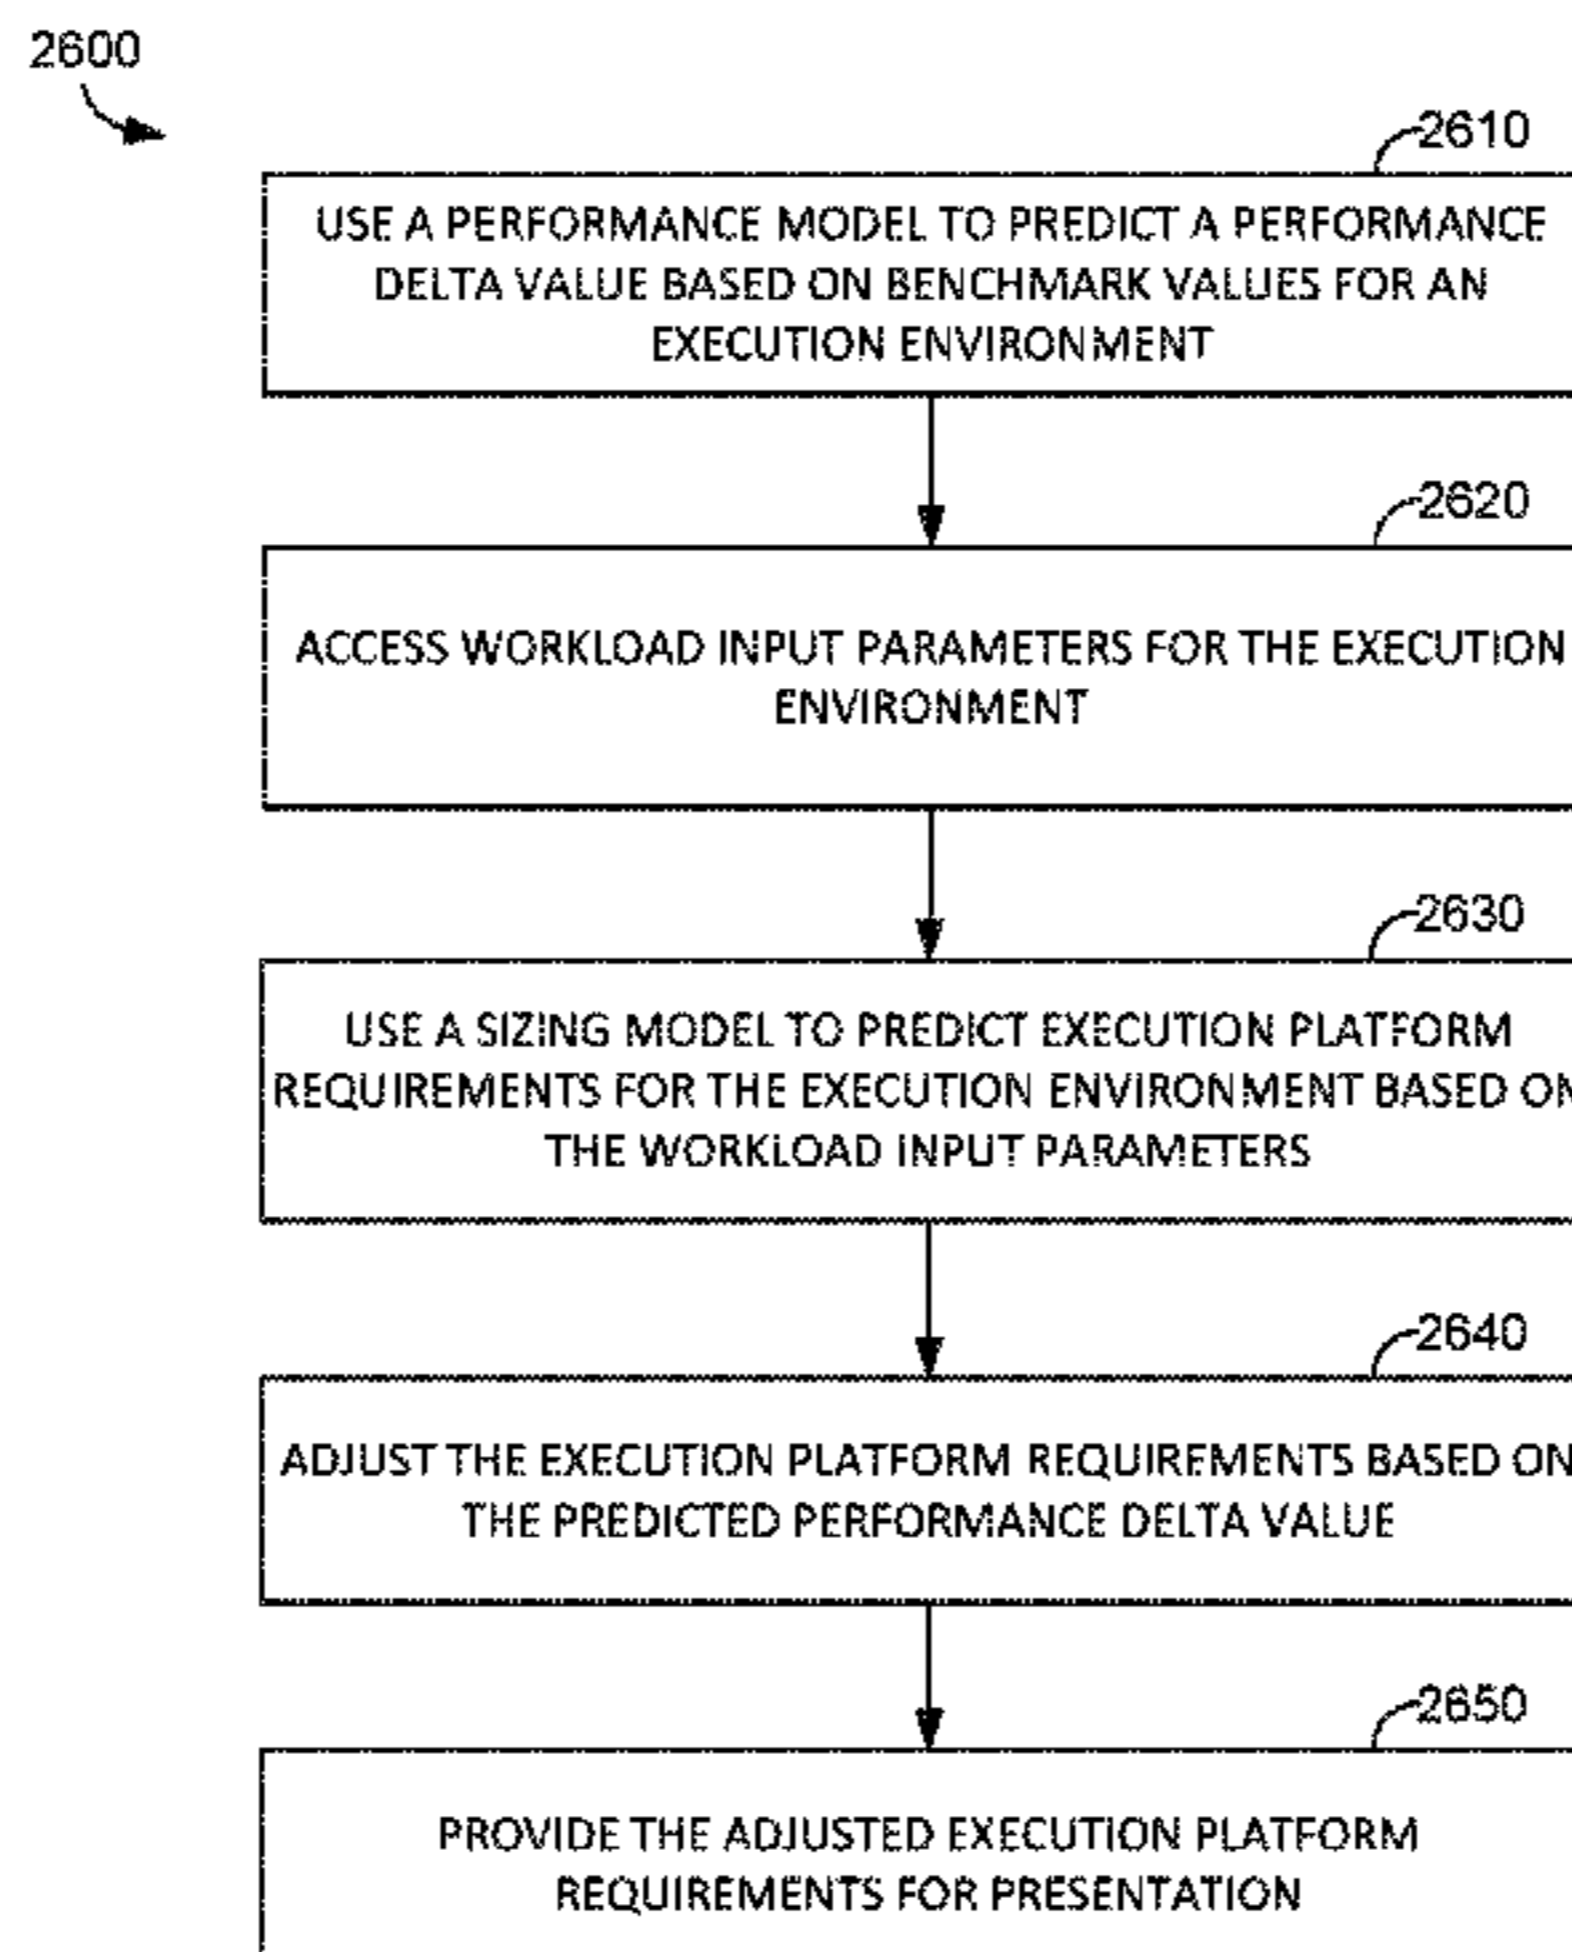 2600
2610
USE A PERFORMANCE MODEL TO PREDICT A PERFORMANCE
DELTA VALUE BASED ON BENCHMARK VALUES FOR AN
EXECUTION ENVIRONMENT
2620
ACCESS WORKLOAD INPUT PARAMETERS FOR THE EXECUTION
ENVIRONMENT
2630
USE A SIZING MODEL TO PREDICT EXECUTION PLATFORM
REQUIREMENTS FOR THE EXECUTION ENVIRONMENT BASED ON
THE WORKLOAD INPUT PARAMETERS
2640
ADJUST THE EXECUTION PLATFORM REQUIREMENTS BASED ON
THE PREDICTED PERFORMANCE DELTA VALUE
2650
PROVIDE THE ADJUSTED EXECUTION PLATFORM
REQUIREMENTS FOR PRESENTATION